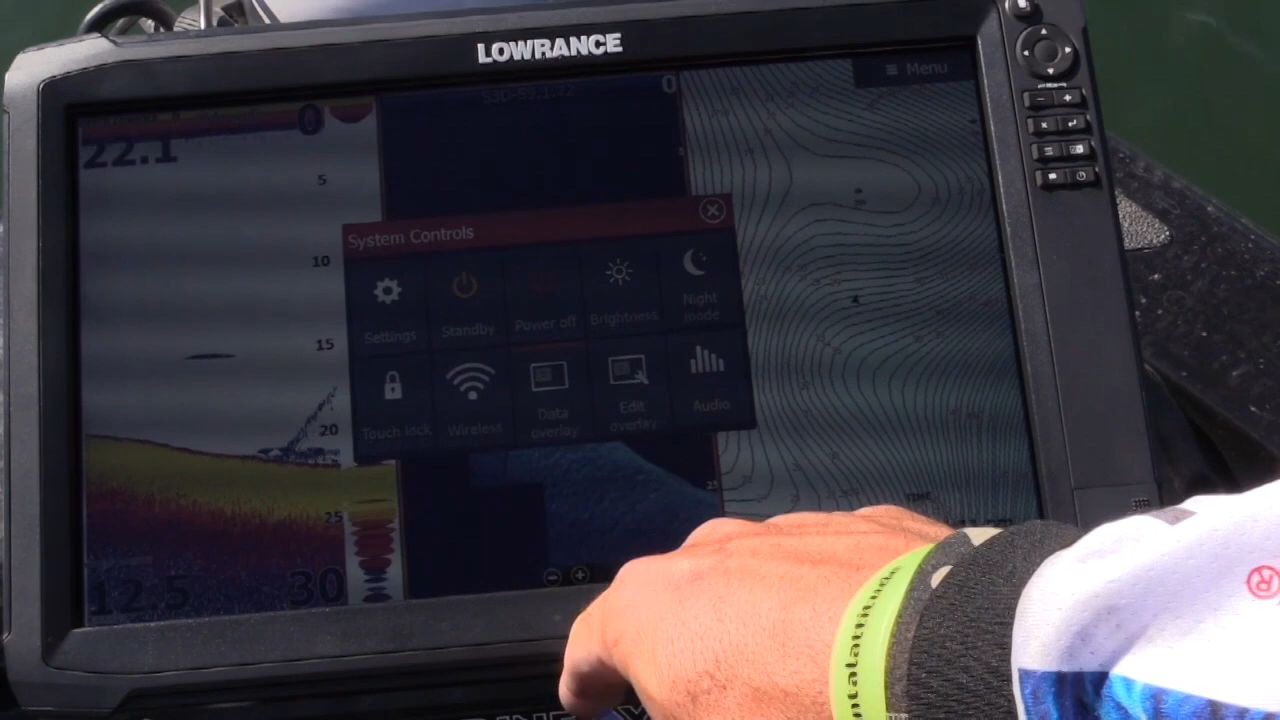 LOWRANCE
Menu
0
0
22.1
5
10
15
20
25
30
12.5
25
System Controls
Settings
Standby
Power off
Brightness
Night
mode
Touch lock
Wireless
Data
overlay
Edit
overlay
Audio
®